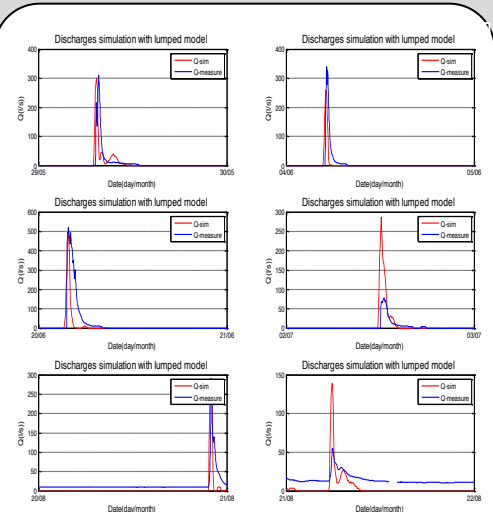 Discharges simulation with lumped model
400
300
200
100
0
Q(l/s))
Q-sim
Q-measure
29/05
30/05
Date(day/month)
Discharges simulation with lumped model
400
300
200
100
0
Q(l/s))
Q-sim
Q-measure
04/06
05/06
Date(day/month)
Discharges simulation with lumped model
600
500
400
300
200
100
0
Q (l/s))
Q-sim
Q-measure
20/06
21/06
Date(day/month)
Discharges simulation with lumped model
300
250
200
150
100
50
0
Q (l/s))
Q-sim
Q-measure
02/07
03/07
Date(day/month)
Discharges simulation with lumped model
300
250
200
150
100
50
0
Q(l/s))
Q-sim
Q-measure
20/08
21/08
Date(day/month)
Discharges simulation with lumped model
150
100
50
0
Q(l/s))
Q-sim
Q-measure
21/08
22/08
Date(day/month)